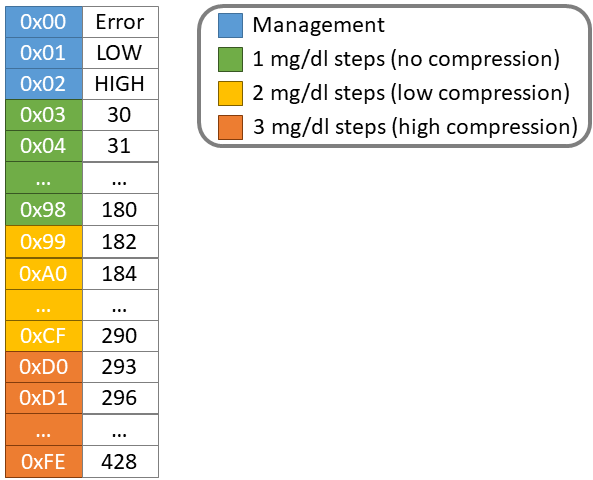 0x00 Error
0x01 LOW
0x02 HIGH
0x03 30
0x04 31
... ...
0x98 180
0x99 182
0xA0 184
... ...
0xCF 290
0xD0 293
0xD1 296
... ...
0xFE 428
Management
1 mg/dl steps (no compression)
2 mg/dl steps (low compression)
3 mg/dl steps (high compression)